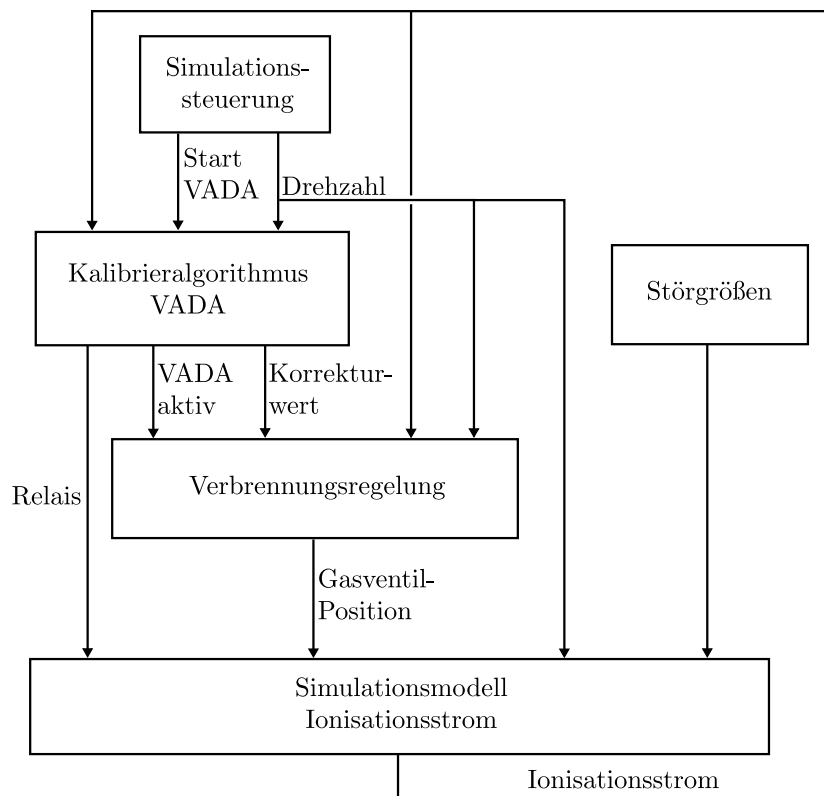 Simulations-
steuerung
Start
VADA
Drehzahl
Kalibrieralgorithmus
VADA
Störgrößen
VADA
aktiv
Korrektur-
wert
Verbrennungsregelung
Relais
Gasventil-
Position
Simulationsmodell
Ionisationsstrom
Ionisationsstrom